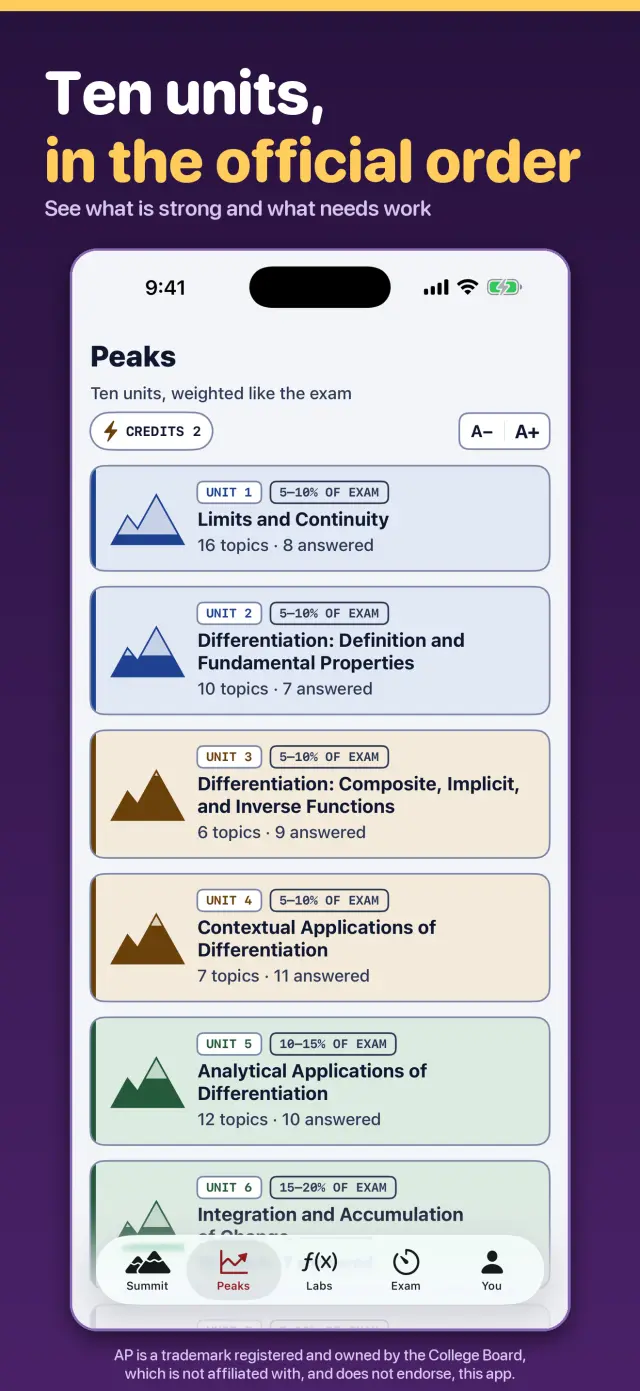 Ten units,
in the official order
See what is strong and what needs work
9:41
Peaks
Ten units, weighted like the exam
CREDITS 2
A− A+
UNIT 1 5–10% OF EXAM
Limits and Continuity
16 topics · 8 answered
UNIT 2 5–10% OF EXAM
Differentiation: Definition and
Fundamental Properties
10 topics · 7 answered
UNIT 3 5–10% OF EXAM
Differentiation: Composite, Implicit,
and Inverse Functions
6 topics · 9 answered
UNIT 4 5–10% OF EXAM
Contextual Applications of
Differentiation
7 topics · 11 answered
UNIT 5 10–15% OF EXAM
Analytical Applications of
Differentiation
12 topics · 10 answered
UNIT 6 15–20% OF EXAM
Integration and Accumulation
of Change
Summit Peaks f(x) Labs Exam You
AP is a trademark registered and owned by the College Board,
which is not affiliated with, and does not endorse, this app.